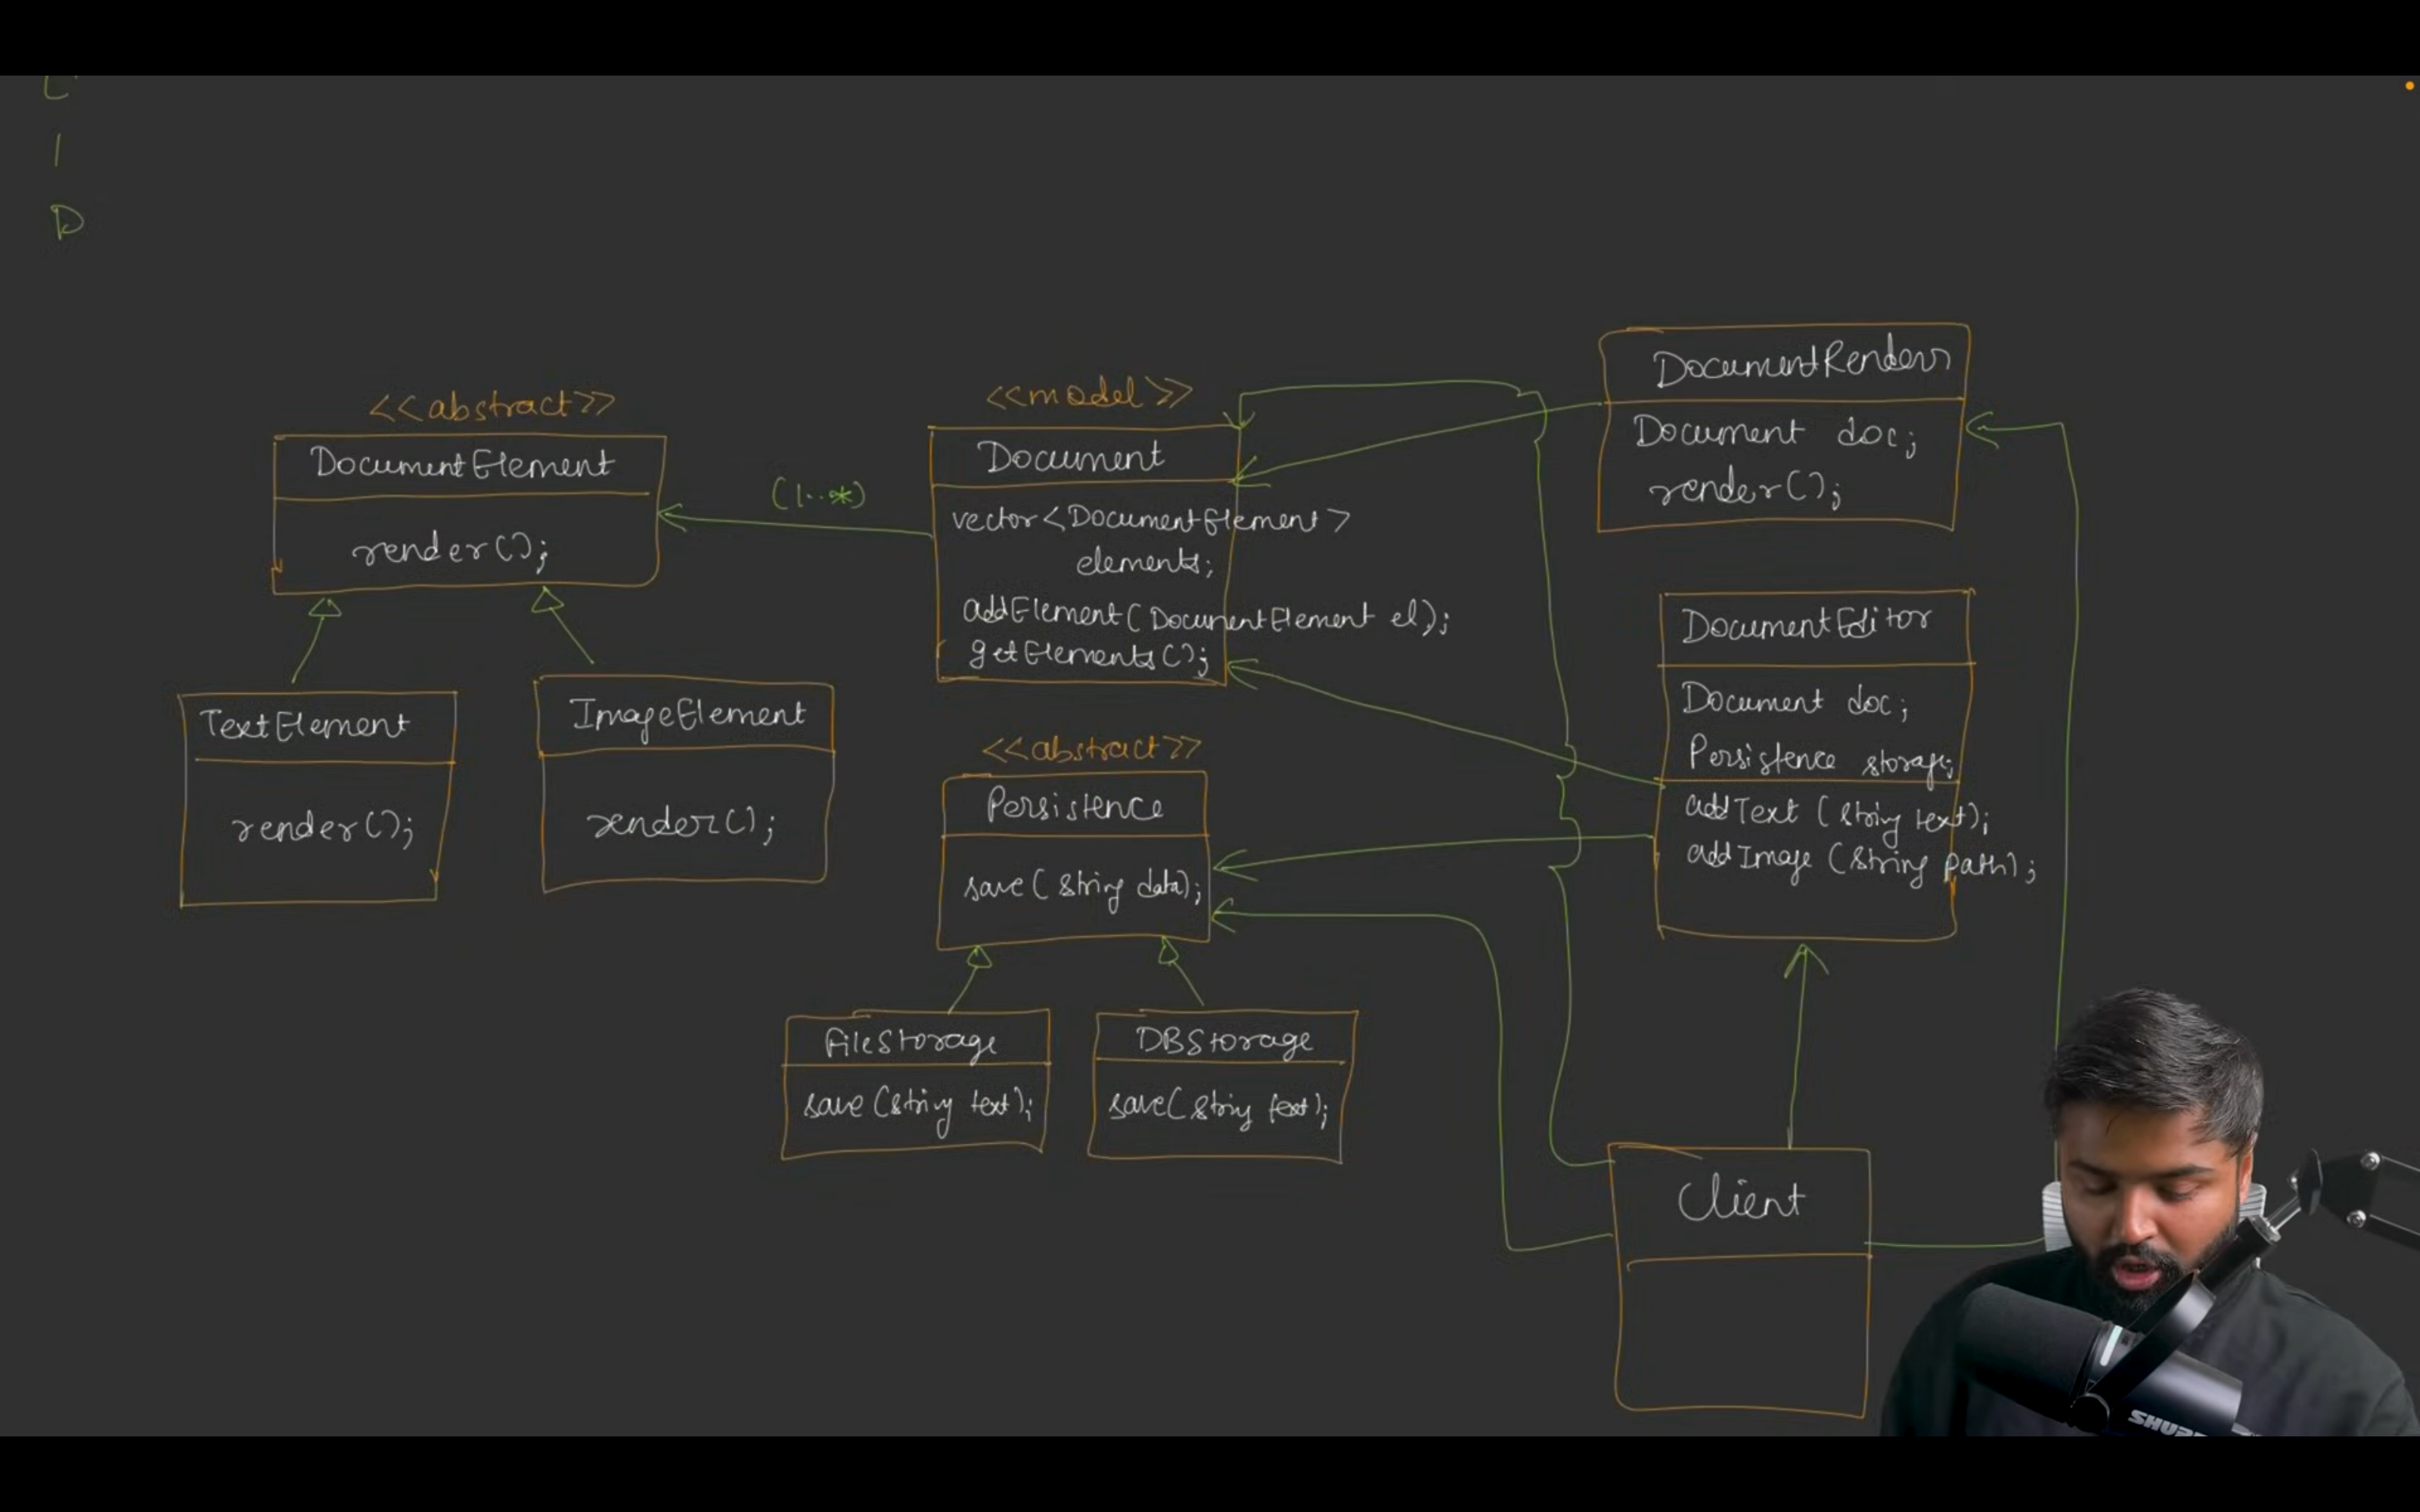 L
I
D
<<abstract>>
DocumentElement
render();
TextElement
render();
ImageElement
render();
(1..*)
<<model>>
Document
vector<DocumentElement>
elements;
addElement(DocumentElement el);
getElements();
<<abstract>>
Persistence
save(string data);
FileStorage
save(string text);
DBStorage
save(string text);
DocumentRender
Document doc;
render();
DocumentEditor
Document doc;
Persistence storage;
addText(string text);
addImage(string path);
Client